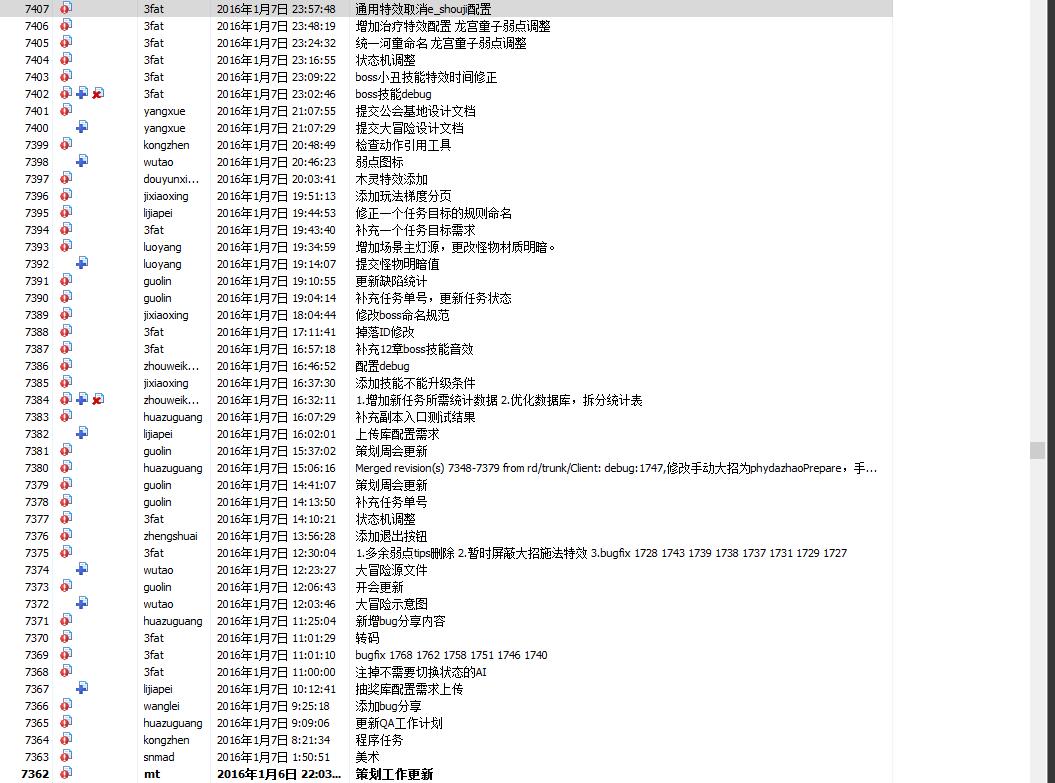 7407 3fat 2016年1月7日 23:57:48 通用特效取消e_shouji配置
7406 3fat 2016年1月7日 23:48:19 增加治疗特效配置 龙宫童子弱点调整
7405 3fat 2016年1月7日 23:24:32 统一河童命名 龙宫童子弱点调整
7404 3fat 2016年1月7日 23:16:55 状态机调整
7403 3fat 2016年1月7日 23:09:22 boss小丑技能特效时间修正
7402 3fat 2016年1月7日 23:02:46 boss技能debug
7401 yangxue 2016年1月7日 21:07:55 提交公会基地设计文档
7400 yangxue 2016年1月7日 21:07:29 提交大冒险设计文档
7399 kongzhen 2016年1月7日 20:48:49 检查动作引用工具
7398 wutao 2016年1月7日 20:46:23 弱点图标
7397 douyunxi... 2016年1月7日 20:03:41 木灵特效添加
7396 jixiaoxing 2016年1月7日 19:51:13 添加玩法梯度分页
7395 lijiapei 2016年1月7日 19:44:53 修正一个任务目标的规则命名
7394 3fat 2016年1月7日 19:43:40 补充一个任务目标需求
7393 luoyang 2016年1月7日 19:34:59 增加场景主灯源，更改怪物材质明暗。
7392 luoyang 2016年1月7日 19:14:07 提交怪物明暗值
7391 guolin 2016年1月7日 19:10:55 更新缺陷统计
7390 guolin 2016年1月7日 19:04:14 补充任务单号，更新任务状态
7389 jixiaoxing 2016年1月7日 18:04:44 修改boss命名规范
7388 3fat 2016年1月7日 17:11:41 掉落ID修改
7387 3fat 2016年1月7日 16:57:18 补充12章boss技能音效
7386 zhouweik... 2016年1月7日 16:46:52 配置debug
7385 jixiaoxing 2016年1月7日 16:37:30 添加技能不能升级条件
7384 zhouweik... 2016年1月7日 16:32:11 1.增加新任务所需统计数据 2.优化数据库，拆分统计表
7383 huazuguang 2016年1月7日 16:07:29 补充副本入口测试结果
7382 lijiapei 2016年1月7日 16:02:01 上传库配置需求
7381 guolin 2016年1月7日 15:37:02 策划周会更新
7380 huazuguang 2016年1月7日 15:06:16 Merged revision(s) 7348-7379 from rd/trunk/Client: debug:1747,修改手动大招为phydazhaoPrepare，手...
7379 guolin 2016年1月7日 14:41:07 策划周会更新
7378 guolin 2016年1月7日 14:13:50 补充任务单号
7377 3fat 2016年1月7日 14:10:21 状态机调整
7376 zhengshuai 2016年1月7日 13:56:28 添加退出按钮
7375 3fat 2016年1月7日 12:30:04 1.多余弱点tips删除 2.暂时屏蔽大招施法特效 3.bugfix 1728 1743 1739 1738 1737 1731 1729 1727
7374 wutao 2016年1月7日 12:23:27 大冒险源文件
7373 guolin 2016年1月7日 12:06:43 开会更新
7372 wutao 2016年1月7日 12:03:46 大冒险示意图
7371 huazuguang 2016年1月7日 11:25:04 新增bug分享内容
7370 3fat 2016年1月7日 11:01:29 转码
7369 3fat 2016年1月7日 11:01:10 bugfix 1768 1762 1758 1751 1746 1740
7368 3fat 2016年1月7日 11:00:00 注掉不需要切换状态的AI
7367 lijiapei 2016年1月7日 10:12:41 抽奖库配置需求上传
7366 wanglei 2016年1月7日 9:25:18 添加bug分享
7365 huazuguang 2016年1月7日 9:09:06 更新QA工作计划
7364 kongzhen 2016年1月7日 8:21:34 程序任务
7363 snmad 2016年1月7日 1:50:51 美术
7362 mt 2016年1月6日 22:03... 策划工作更新